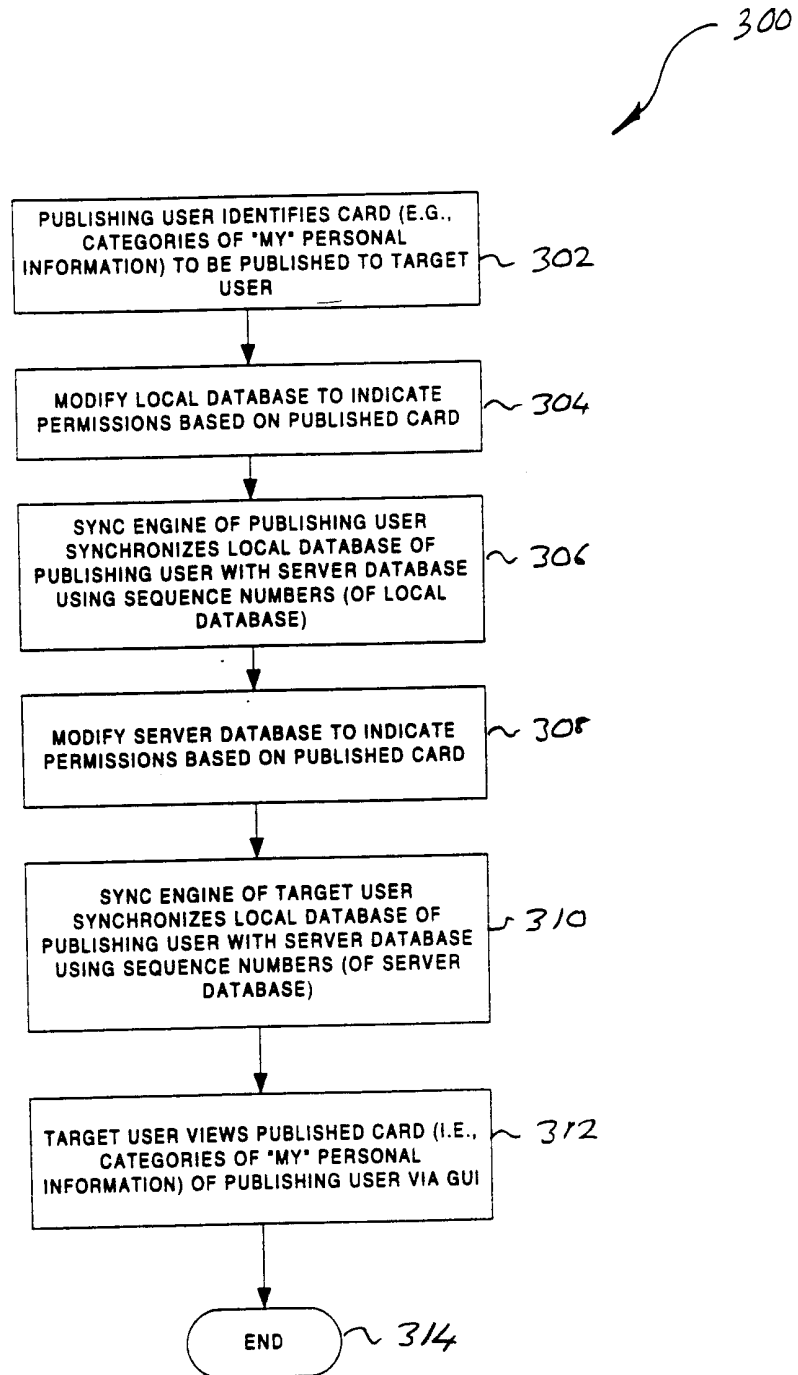 300
PUBLISHING USER IDENTIFIES CARD (E.G.,
CATEGORIES OF "MY" PERSONAL
INFORMATION) TO BE PUBLISHED TO TARGET
USER
302
MODIFY LOCAL DATABASE TO INDICATE
PERMISSIONS BASED ON PUBLISHED CARD
304
SYNC ENGINE OF PUBLISHING USER
SYNCHRONIZES LOCAL DATABASE OF
PUBLISHING USER WITH SERVER DATABASE
USING SEQUENCE NUMBERS (OF LOCAL
DATABASE)
306
MODIFY SERVER DATABASE TO INDICATE
PERMISSIONS BASED ON PUBLISHED CARD
308
SYNC ENGINE OF TARGET USER
SYNCHRONIZES LOCAL DATABASE OF
PUBLISHING USER WITH SERVER DATABASE
USING SEQUENCE NUMBERS (OF SERVER
DATABASE)
310
TARGET USER VIEWS PUBLISHED CARD (I.E.,
CATEGORIES OF "MY" PERSONAL
INFORMATION) OF PUBLISHING USER VIA GUI
312
END
314